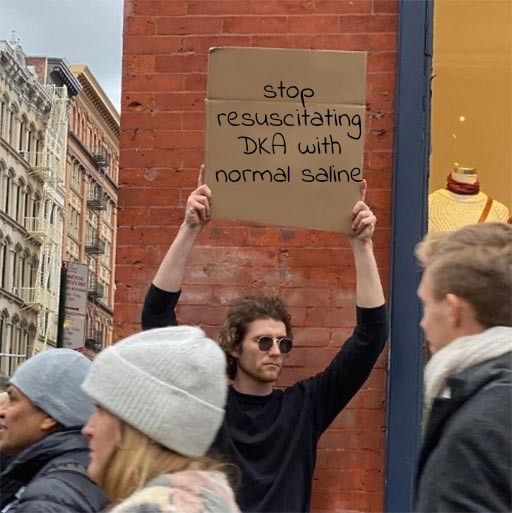 stop
resuscitating
DKA with
normal saline